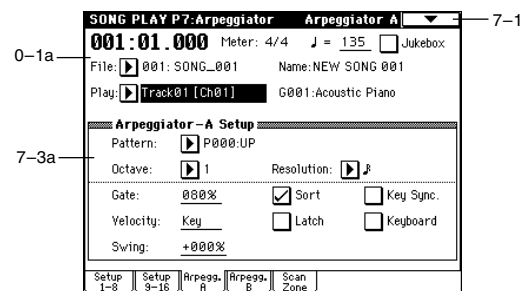 SONG PLAY P7:Arpeggiator Arpeggiator A
7–1
001:01.000 Meter: 4/4 ♩ = 135 Jukebox
0–1a
File: 001: SONG_001 Name:NEW SONG 001
Play: Track01 [Ch01] G001:Acoustic Piano
Arpeggiator-A Setup
7–3a
Pattern: P000:UP
Octave: 1 Resolution: ♪
Gate: 080% Sort Key Sync.
Velocity: Key Latch Keyboard
Swing: +000%
Setup 1-8 Setup 9-16 Arpegg. A Arpegg. B Scan Zone